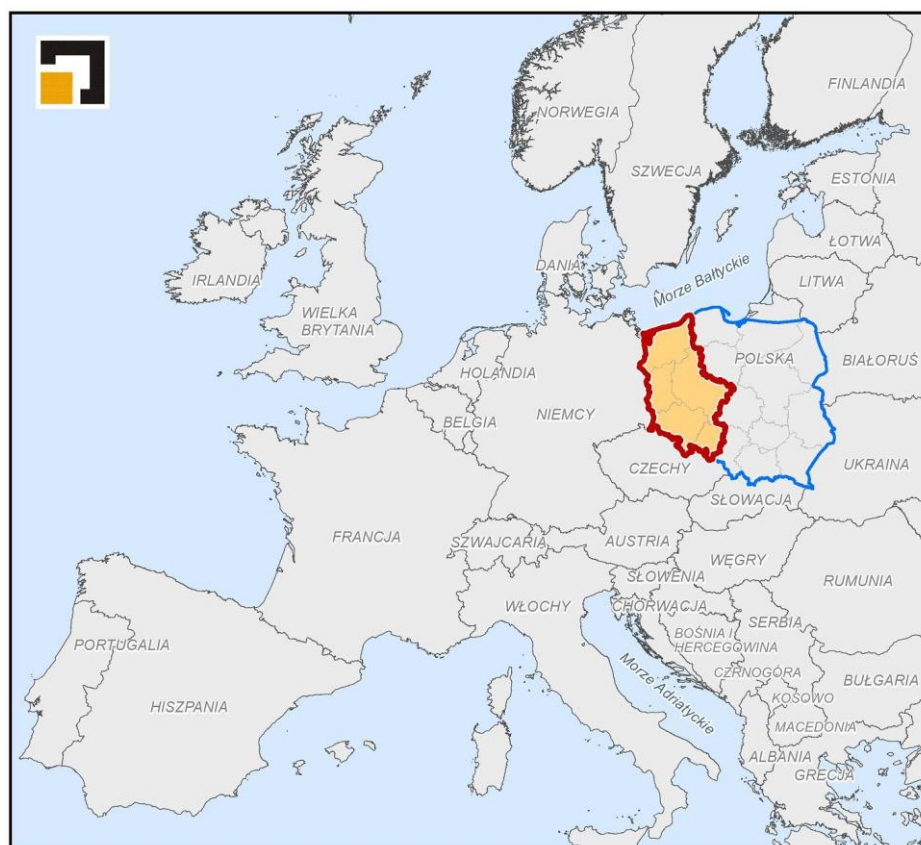 FINLANDIA
NORWEGIA
SZWECJA
ESTONIA
ŁOTWA
IRLANDIA
DANIA
Morze Bałtyckie
LITWA
WIELKA
BRYTANIA
POLSKA
BIAŁORUŚ
HOLANDIA
NIEMCY
BELGIA
CZECHY
UKRAINA
SŁOWACJA
FRANCJA
SZWAJCARIA
AUSTRIA
WĘGRY
SŁOWENIA
RUMUNIA
WŁOCHY
CHORWACJA
SERBIA
BOŚNIA I
HERCEGOWINA
PORTUGALIA
CZRNOGÓRA
BUŁGARIA
Morze Adriatyckie
KOSOWO
HISZPANIA
MACEDONIA
ALBANIA
GRECJA